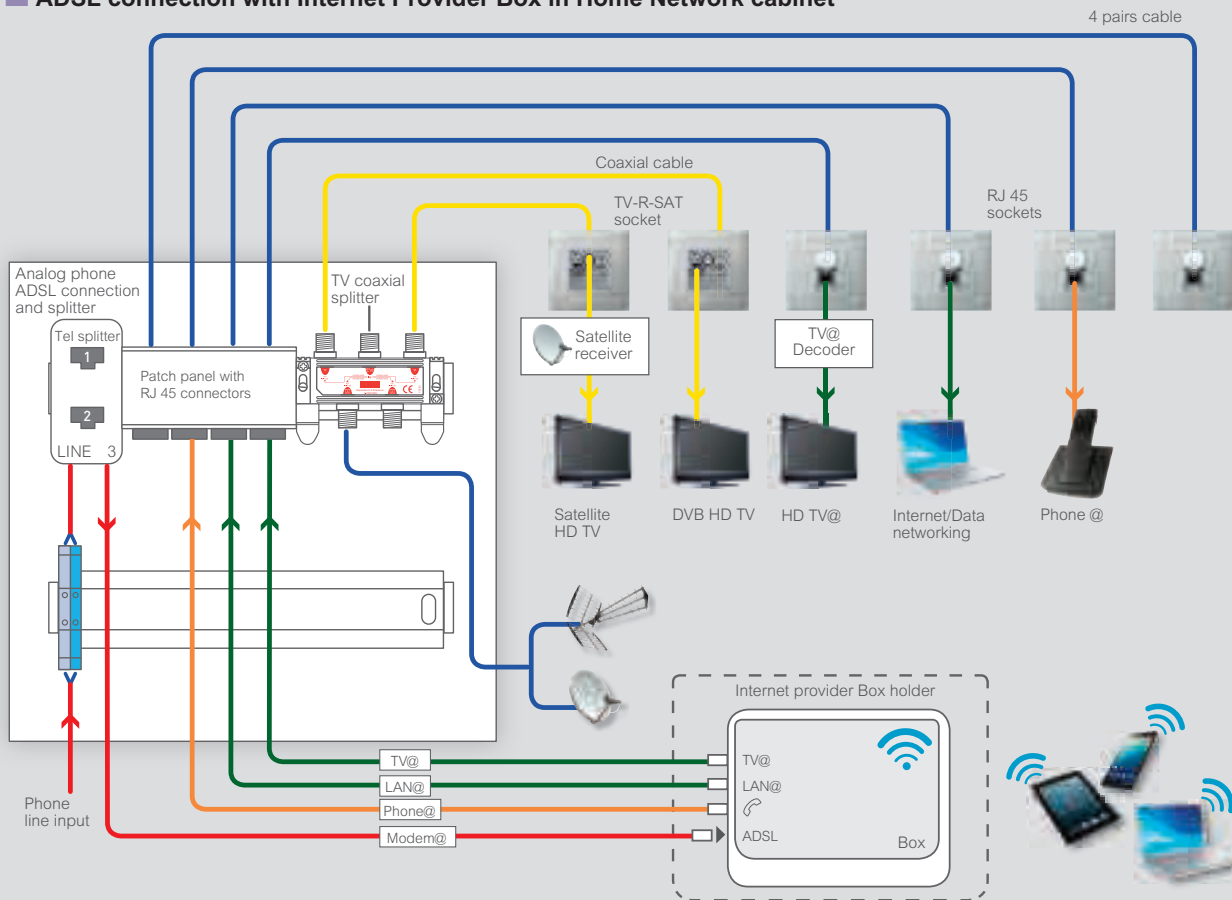 ADSL connection with Internet Provider Box in Home Network cabinet
4 pairs cable
Coaxial cable
TV-R-SAT
socket
RJ 45
sockets
Analog phone
ADSL connection
and splitter
TV coaxial
splitter
Tel splitter
1
2
LINE 3
Patch panel with
RJ 45 connectors
CE
Satellite
receiver
TV@
Decoder
Satellite
HD TV
DVB HD TV
HD TV@
Internet/Data
networking
Phone @
Internet provider Box holder
TV@
LAN@
Phone@
Modem@
TV@
LAN@
ADSL
Box
Phone
line input